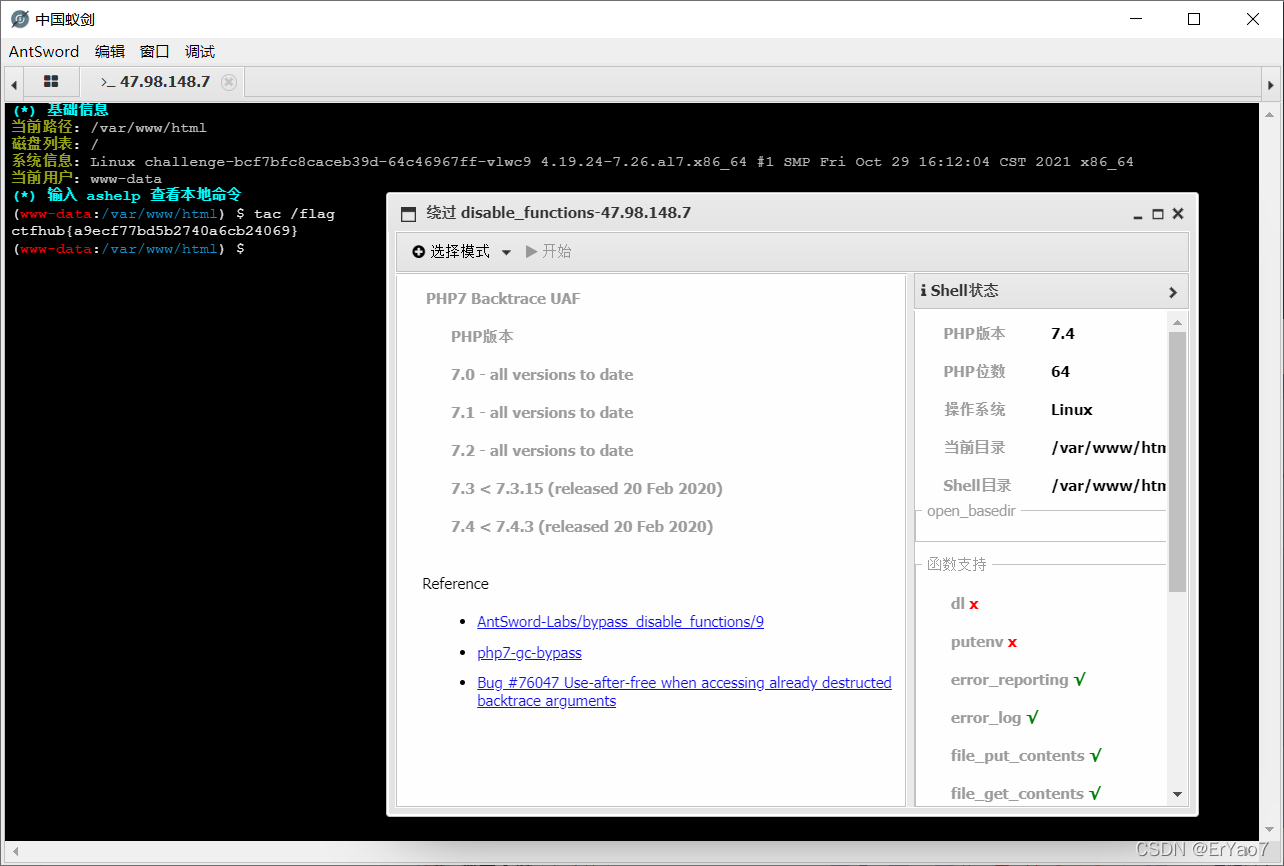 中国蚁剑
AntSword 编辑 窗口 调试
>_ 47.98.148.7
(*) 基础信息
当前路径: /var/www/html
磁盘列表: /
系统信息: Linux challenge-bcf7bfc8caceb39d-64c46967ff-vlwc9 4.19.24-7.26.al7.x86_64 #1 SMP Fri Oct 29 16:12:04 CST 2021 x86_64
当前用户: www-data
(*) 输入 ashelp 查看本地命令
(www-data:/var/www/html) $ tac /flag
ctfhub{a9ecf77bd5b2740a6cb24069}
(www-data:/var/www/html) $
绕过 disable_functions-47.98.148.7
选择模式 开始
PHP7 Backtrace UAF
PHP版本
7.0 - all versions to date
7.1 - all versions to date
7.2 - all versions to date
7.3 < 7.3.15 (released 20 Feb 2020)
7.4 < 7.4.3 (released 20 Feb 2020)
Reference
AntSword-Labs/bypass_disable_functions/9
php7-gc-bypass
Bug #76047 Use-after-free when accessing already destructed
backtrace arguments
Shell状态
PHP版本 7.4
PHP位数 64
操作系统 Linux
当前目录 /var/www/htm
Shell目录 /var/www/htm
open_basedir
函数支持
dl x
putenv x
error_reporting √
error_log √
file_put_contents √
file_get_contents √
CSDN @ErYao7